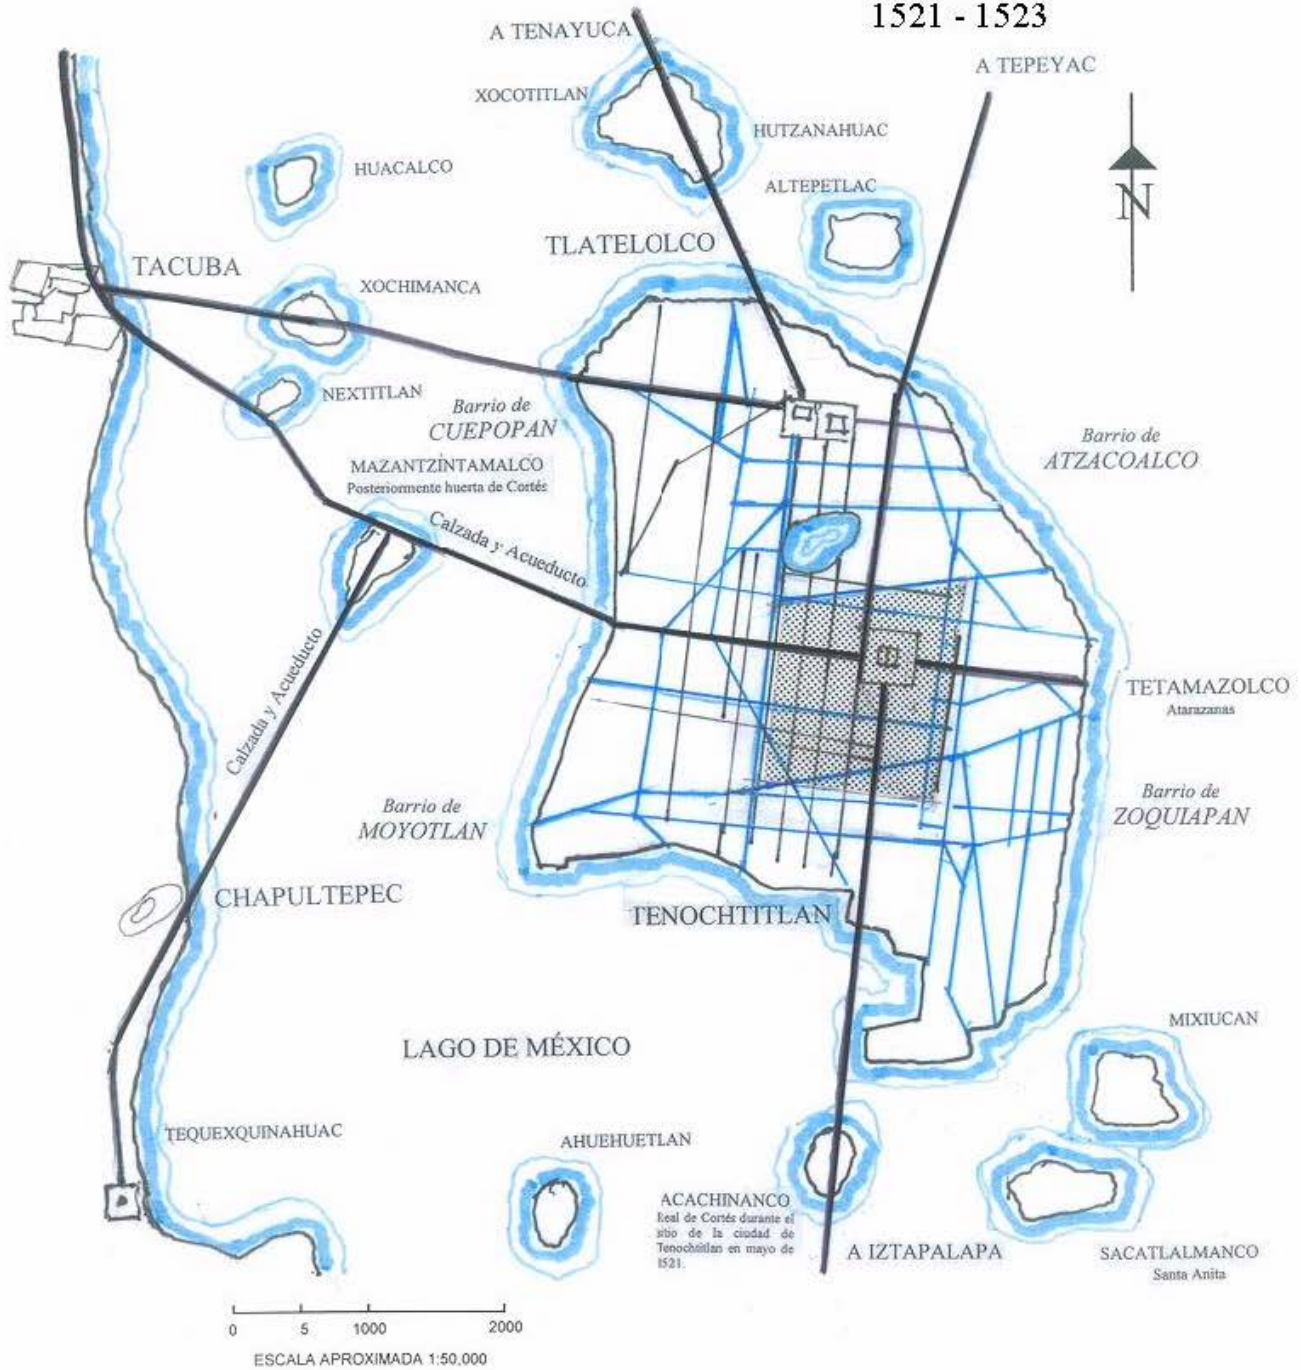 1521 - 1523
A TENAYUCA
A TEPEYAC
XOCOTITLAN
HUTZANAHUAC
HUACALCO
ALTEPETLAC
N
TLATELOLCO
TACUBA
XOCHIMANCA
NEXTITLAN
Barrio de
CUEPOPAN
Barrio de
ATZACOALCO
MAZANTZÍNTAMALCO
Posteriormente huerta de Cortés
Calzada y Acueducto
Calzada y Acueducto
TETAMAZOLCO
Atarazanas
Barrio de
MOYOTLÁN
Barrio de
ZOQUIAPAN
CHAPULTEPEC
TENOCHTITLAN
MIXIUCAN
LAGO DE MÉXICO
TEQUEXQUINAHUAC
AHUEHUETLAN
ACACHINANCO
Real de Cortés durante el
sitio de la ciudad de
Tenochtitlan en mayo de
1521.
A IZTAPALAPA
SACATLALMANCO
Santa Anita
0 5 1000 2000
ESCALA APROXIMADA 1:50,000